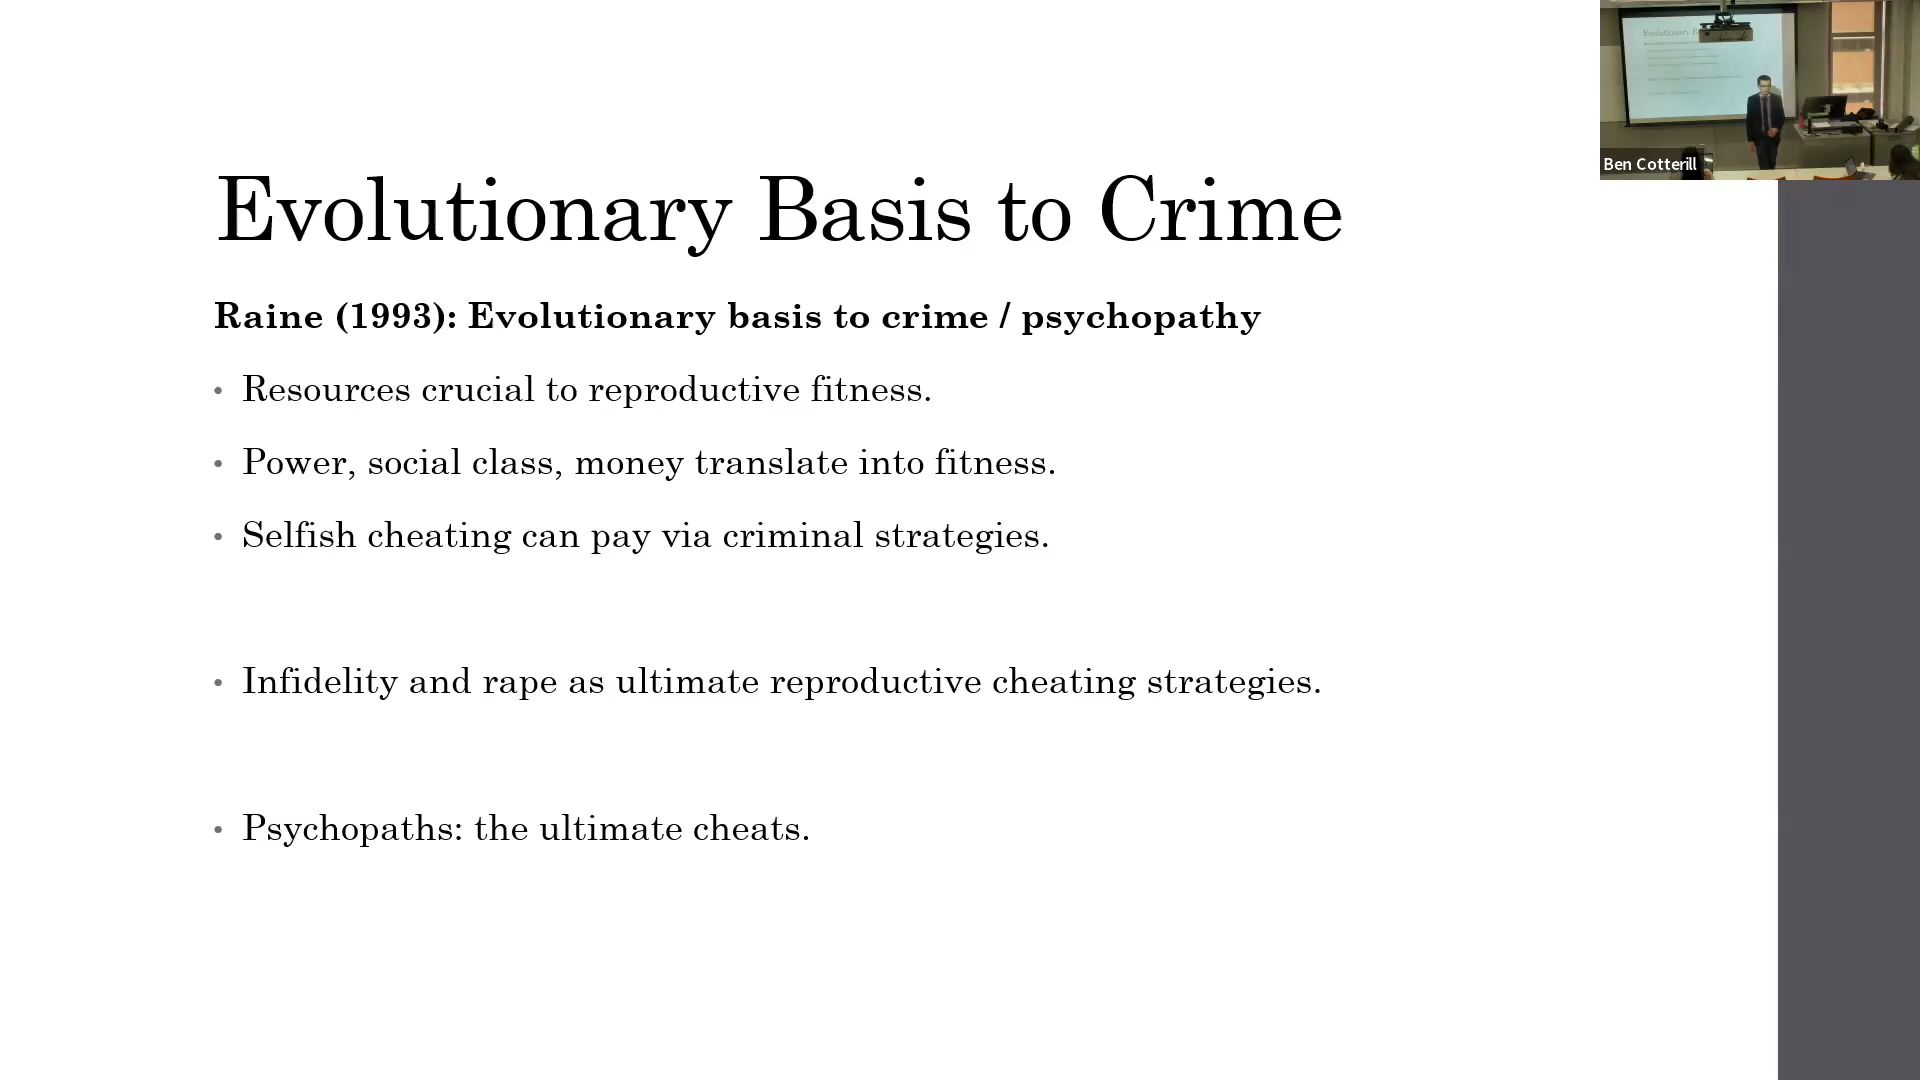 Ben Cotterill
Evolutionary Basis to Crime
Raine (1993): Evolutionary basis to crime / psychopathy
• Resources crucial to reproductive fitness.
• Power, social class, money translate into fitness.
• Selfish cheating can pay via criminal strategies.
• Infidelity and rape as ultimate reproductive cheating strategies.
• Psychopaths: the ultimate cheats.